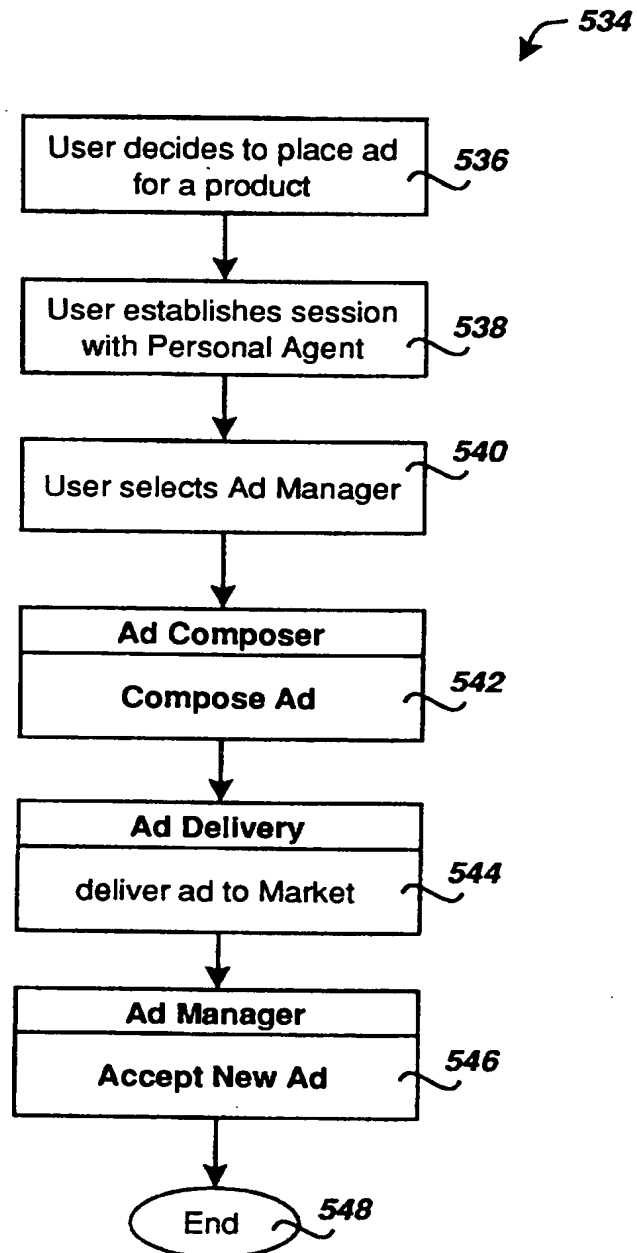 534
User decides to place ad
for a product
536
User establishes session
with Personal Agent
538
User selects Ad Manager
540
Ad Composer
Compose Ad
542
Ad Delivery
deliver ad to Market
544
Ad Manager
Accept New Ad
546
End
548